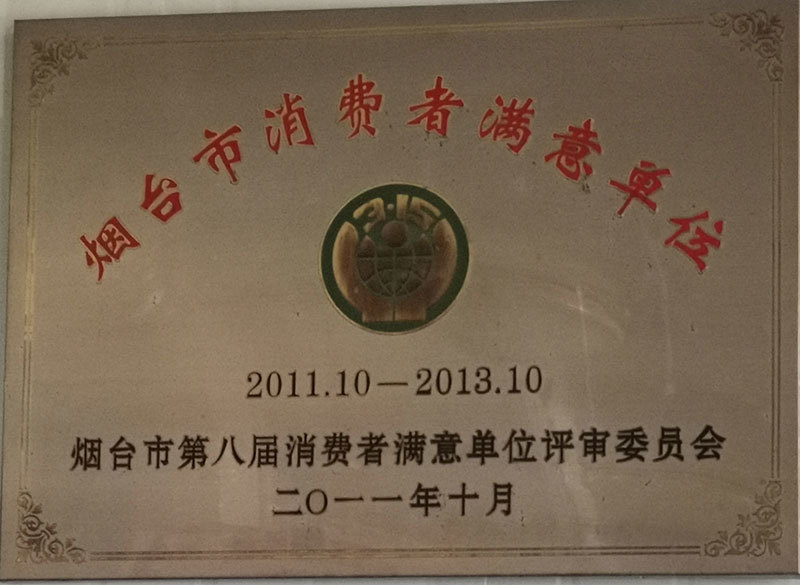 烟台市消费者满意单位
3·15
2011.10－2013.10
烟台市第八届消费者满意单位评审委员会
二〇一一年十月